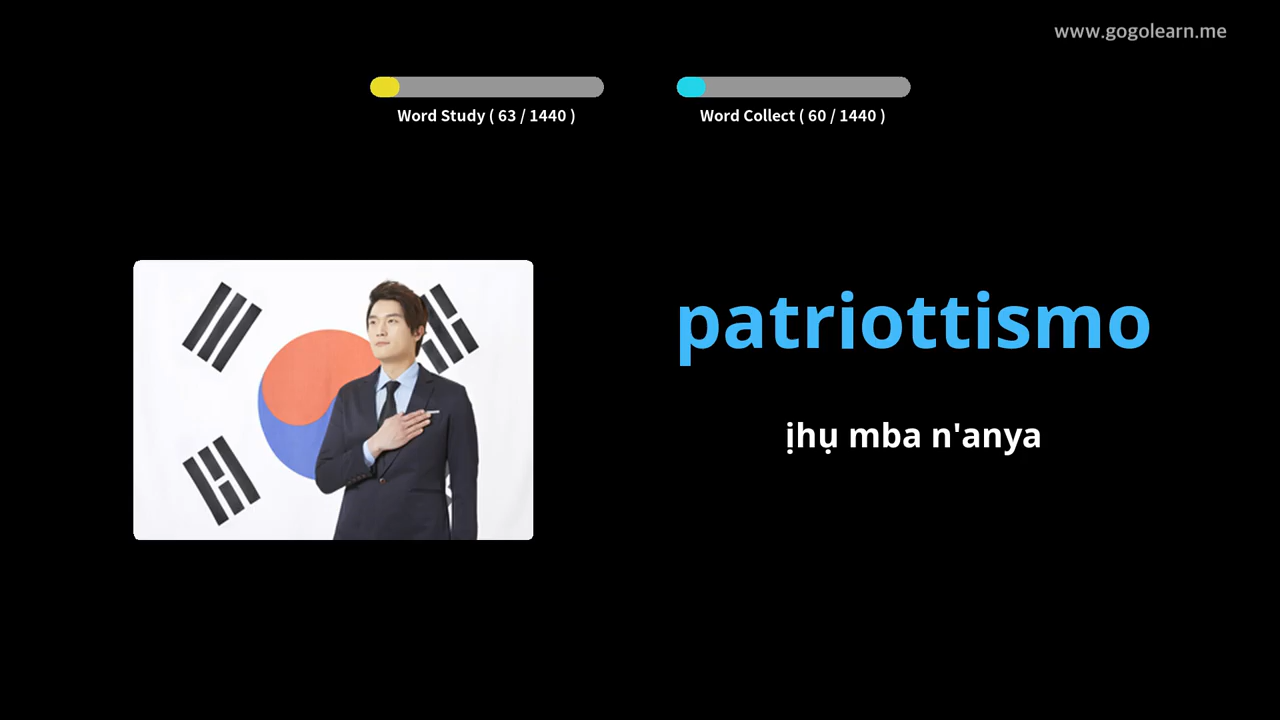 www.gogolearn.me
Word Study ( 63 / 1440 )
Word Collect ( 60 / 1440 )
patriottismo
ịhụ mba n'anya